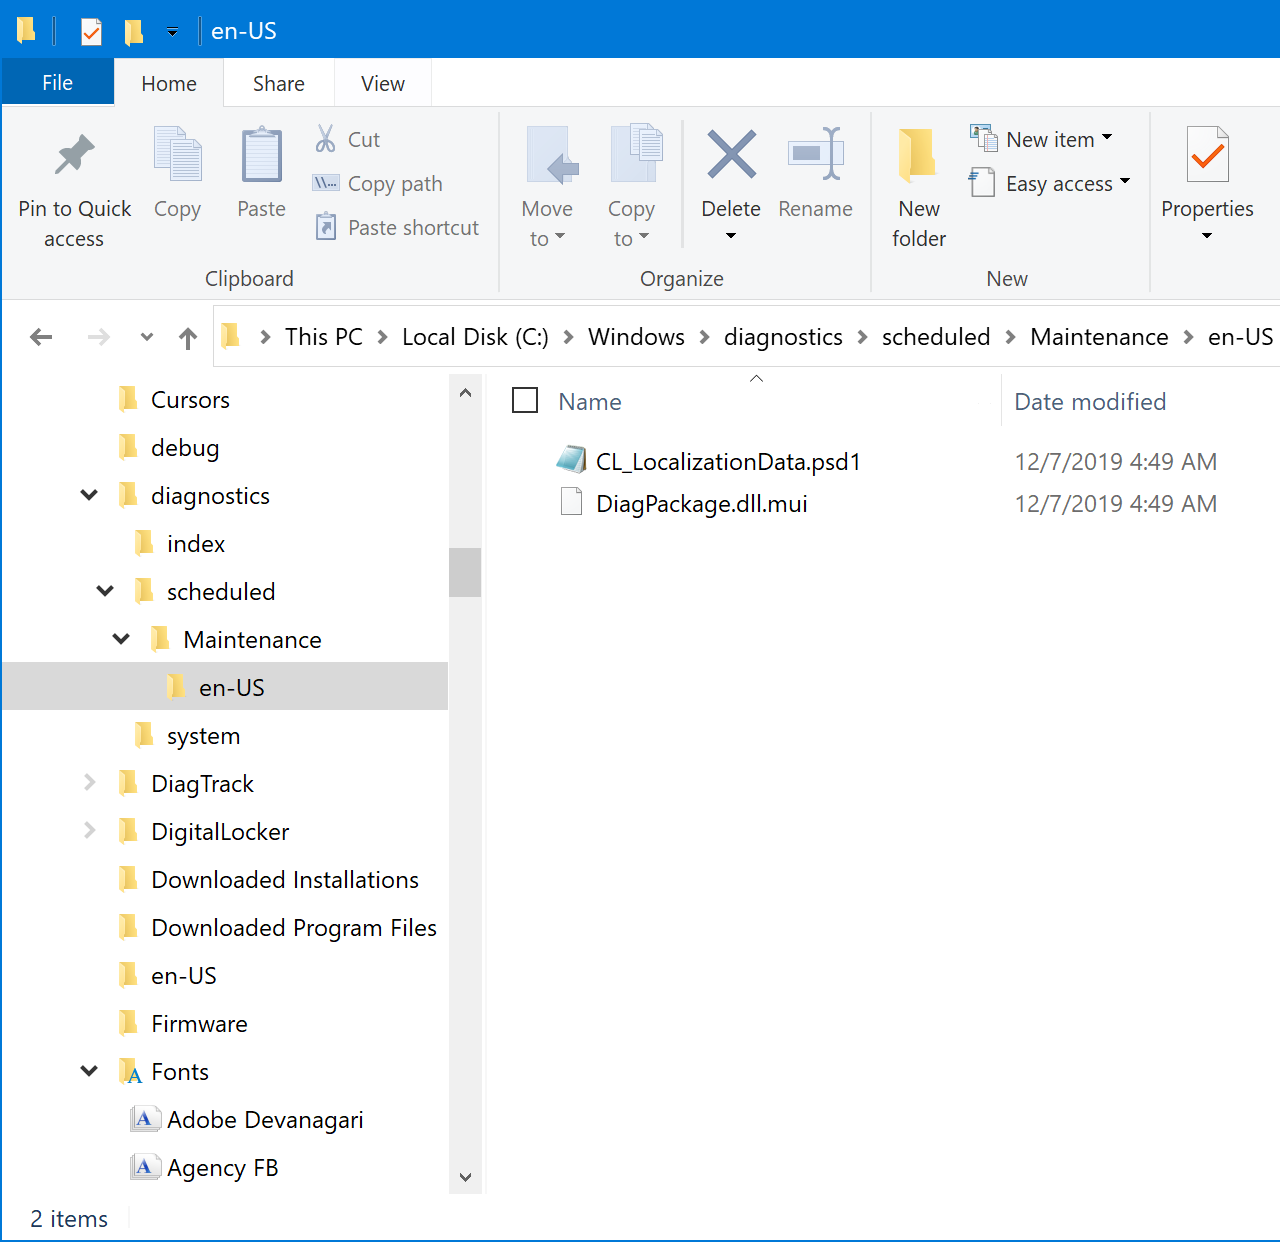 en-US
File Home Share View
Pin to Quick access
Copy
Paste
Cut
Copy path
Paste shortcut
Clipboard
Move to
Copy to
Delete
Rename
Organize
New folder
New item
Easy access
New
Properties
This PC Local Disk (C:) Windows diagnostics scheduled Maintenance en-US
Cursors
debug
diagnostics
index
scheduled
Maintenance
en-US
system
DiagTrack
DigitalLocker
Downloaded Installations
Downloaded Program Files
en-US
Firmware
Fonts
Adobe Devanagari
Agency FB
Name Date modified
CL_LocalizationData.psd1 12/7/2019 4:49 AM
DiagPackage.dll.mui 12/7/2019 4:49 AM
2 items